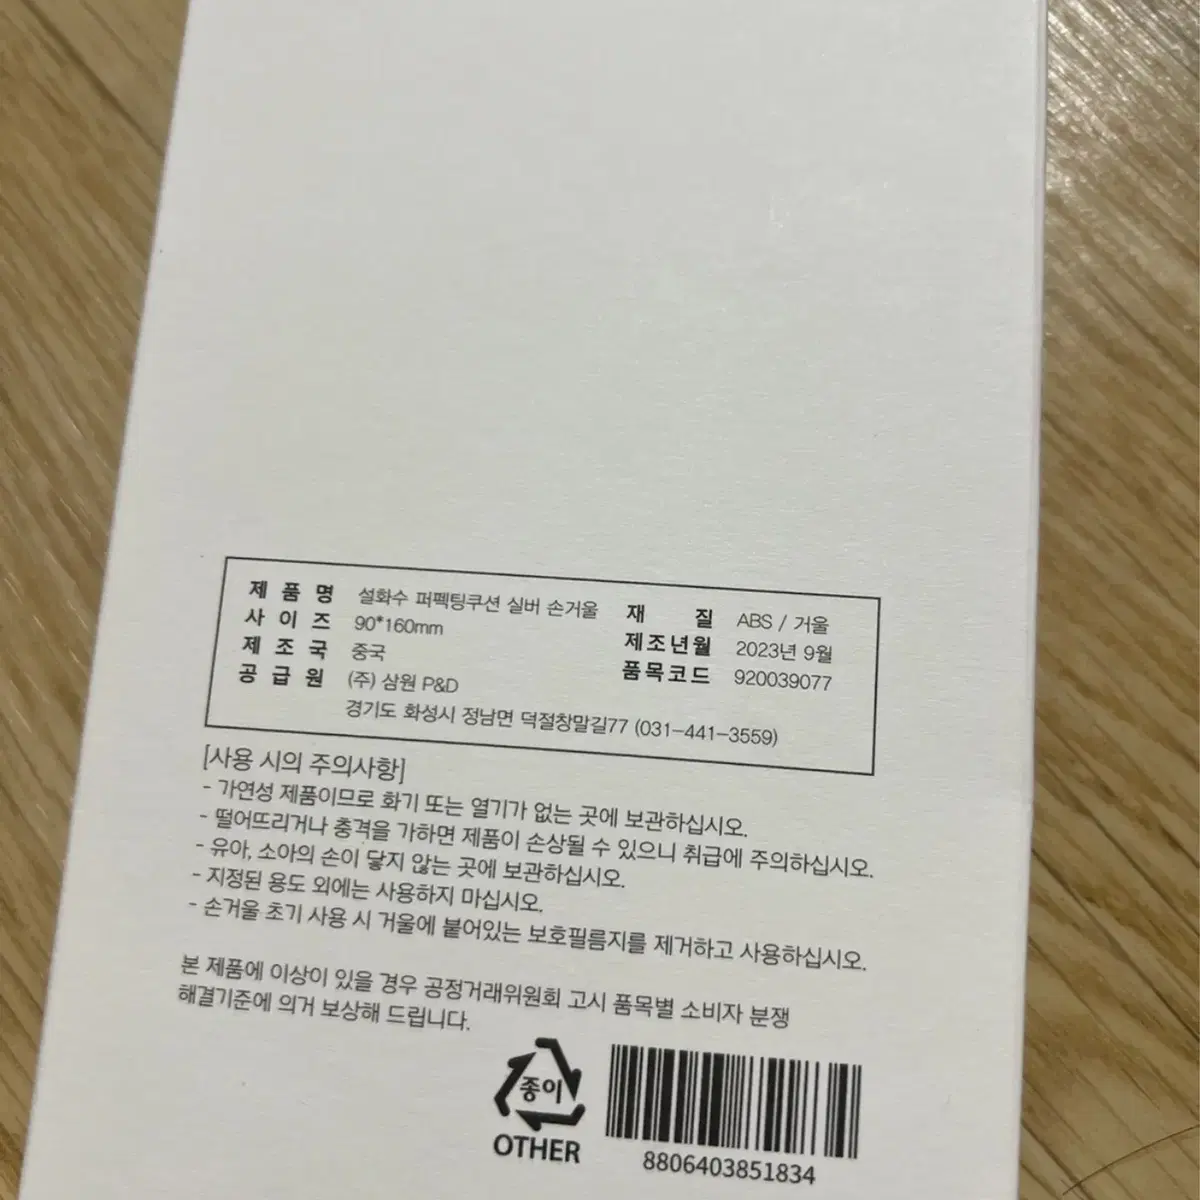 제품명 설화수 퍼펙팅쿠션 실버 손거울 재 질 ABS / 거울
사이즈 90*160mm 제조년월 2023년 9월
제조국 중국 품목코드 920039077
공급원 (주) 삼원 P&D
경기도 화성시 정남면 덕절창말길77 (031-441-3559)
[사용 시의 주의사항]
- 가연성 제품이므로 화기 또는 열기가 없는 곳에 보관하십시오.
- 떨어뜨리거나 충격을 가하면 제품이 손상될 수 있으니 취급에 주의하십시오.
- 유아, 소아의 손이 닿지 않는 곳에 보관하십시오.
- 지정된 용도 외에는 사용하지 마십시오.
- 손거울 초기 사용 시 거울에 붙어있는 보호필름지를 제거하고 사용하십시오.
본 제품에 이상이 있을 경우 공정거래위원회 고시 품목별 소비자 분쟁
해결기준에 의거 보상해 드립니다.
종이
OTHER
8806403851834